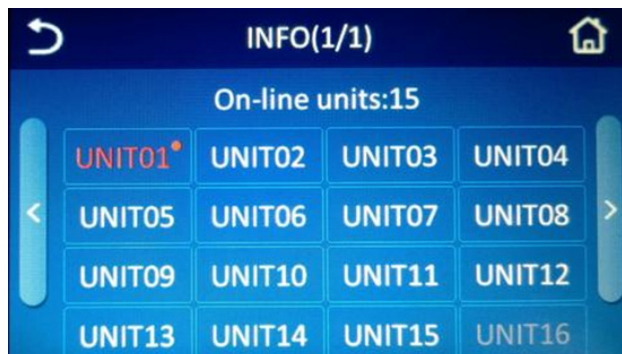 INFO(1/1)
On-line units:15
UNIT01 UNIT02 UNIT03 UNIT04
UNIT05 UNIT06 UNIT07 UNIT08
UNIT09 UNIT10 UNIT11 UNIT12
UNIT13 UNIT14 UNIT15 UNIT16